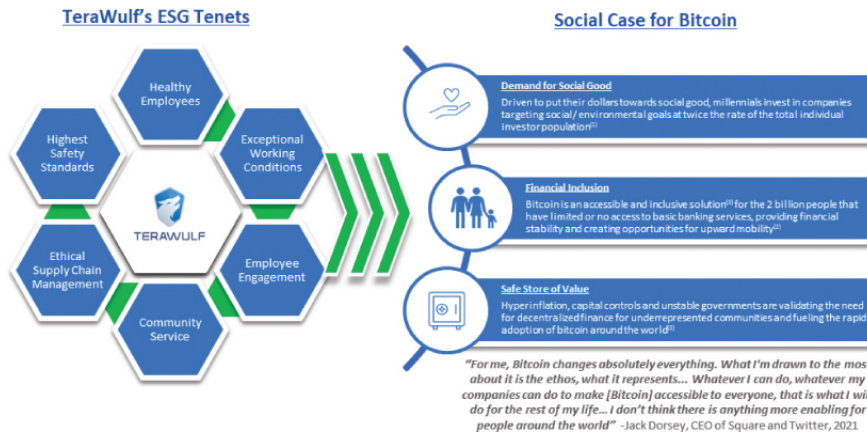 TeraWulf's ESG Tenets
Healthy
Employees
Highest
Safety
Standards
Exceptional
Working
Conditions
TERAWULF
Ethical
Supply Chain
Management
Employee
Engagement
Community
Service
Social Case for Bitcoin
Demand for Social Good
Driven to put their dollars towards social good, millennials invest in companies
targeting social/ environmental goals at twice the rate of the total individual
investor population(1)
Financial Inclusion
Bitcoin is an accessible and inclusive solution(3) for the 2 billion people that
have limited or no access to basic banking services, providing financial
stability and creating opportunities for upward mobility(2)
Safe Store of Value
Hyper inflation, capital controls and unstable governments are validating the need
for decentralized finance for underrepresented communities and fueling the rapid
adoption of bitcoin around the world(3)
"For me, Bitcoin changes absolutely everything. What I'm drawn to the mos
about it is the ethos, what it represents... Whatever I can do, whatever my
companies can do to make [Bitcoin] accessible to everyone, that is what I wil
do for the rest of my life... I don't think there is anything more enabling for
people around the world" -Jack Dorsey, CEO of Square and Twitter, 2021